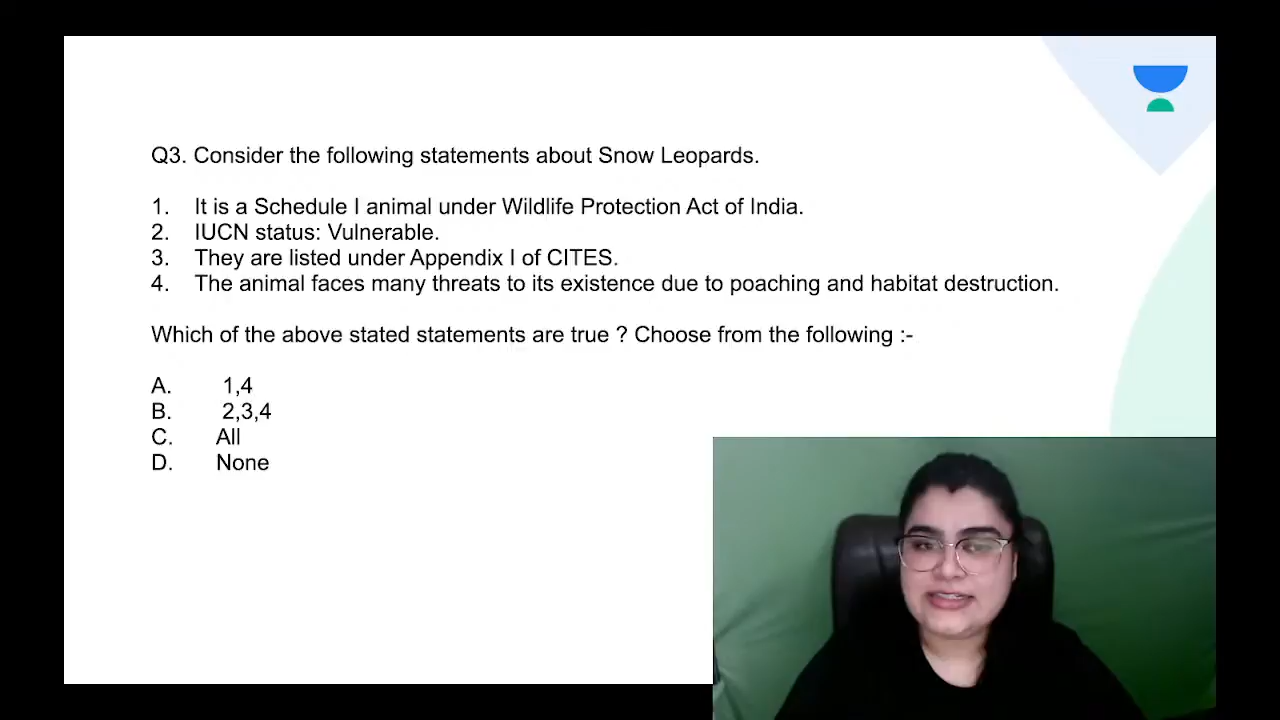 Q3. Consider the following statements about Snow Leopards.
1. It is a Schedule I animal under Wildlife Protection Act of India.
2. IUCN status: Vulnerable.
3. They are listed under Appendix I of CITES.
4. The animal faces many threats to its existence due to poaching and habitat destruction.
Which of the above stated statements are true ? Choose from the following :-
A. 1,4
B. 2,3,4
C. All
D. None